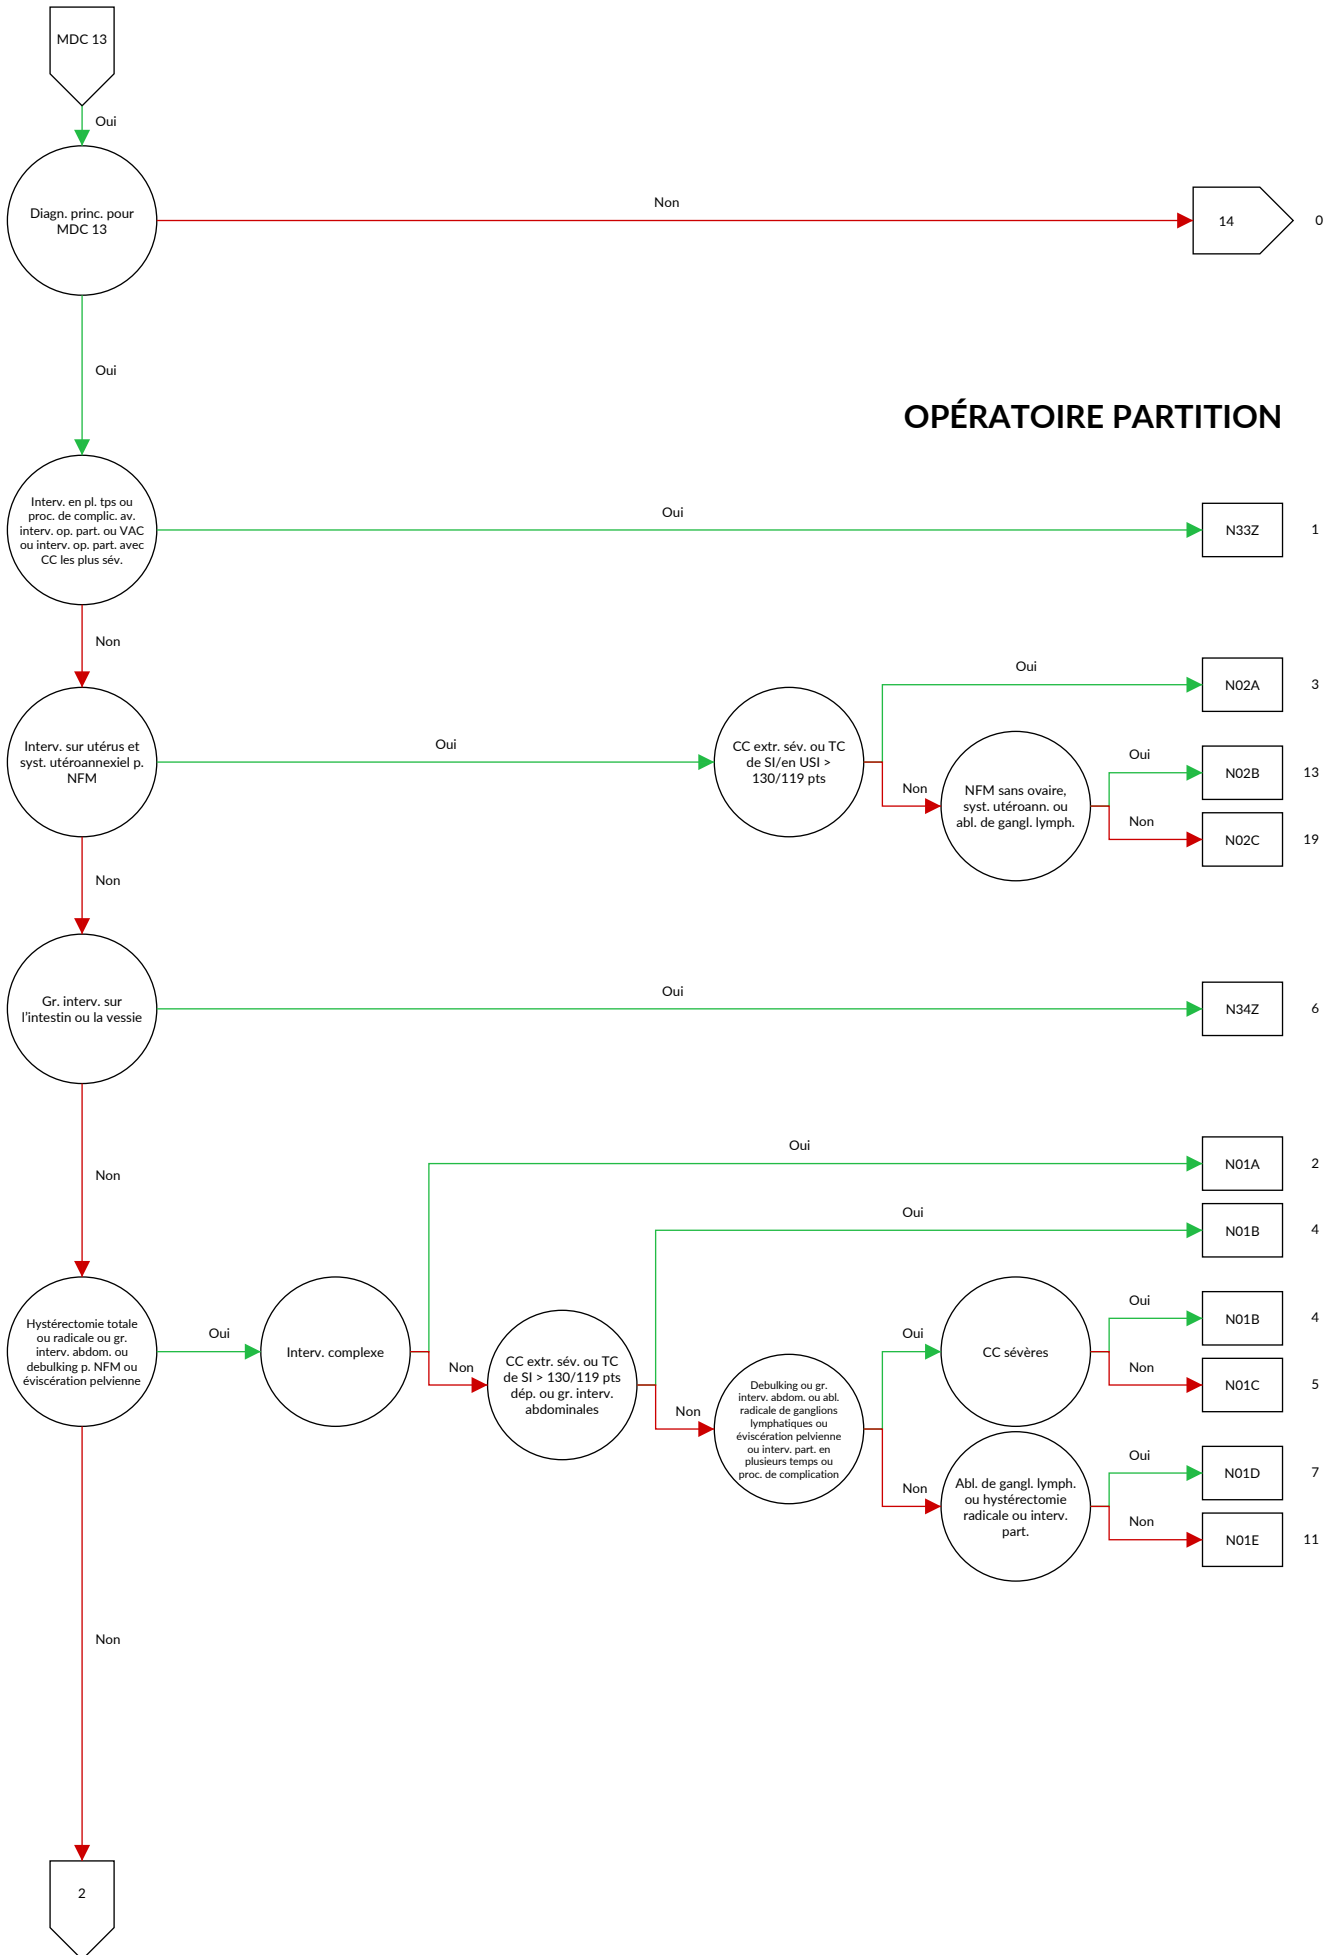 MDC 13
Oui
Diagn. princ. pour
MDC 13
Non
14
0
Oui
OPÉRATOIRE PARTITION
Interv. en pl. tps ou
proc. de complic. av.
interv. op. part. ou VAC
ou interv. op. part. avec
CC les plus sév.
Oui
N33Z
1
Non
Interv. sur utérus et
syst. utéroannexiel p.
NFM
Oui
CC extr. sév. ou TC
de SI/en USI >
130/119 pts
Oui
N02A
3
Non
NFM sans ovaire,
syst. utéroann. ou
abl. de gangl. lymph.
Oui
N02B
13
Non
N02C
19
Non
Gr. interv. sur
l'intestin ou la vessie
Oui
N34Z
6
Non
Hystérectomie totale
ou radicale ou gr.
interv. abdom. ou
debulking p. NFM ou
éviscération pelvienne
Oui
Interv. complexe
Oui
N01A
2
Non
CC extr. sév. ou TC
de SI > 130/119 pts
dép. ou gr. interv.
abdominales
Oui
N01B
4
Non
Debulking ou gr.
interv. abdom. ou abl.
radicale de ganglions
lymphatiques ou
éviscération pelvienne
ou interv. part. en
plusieurs temps ou
proc. de complication
Oui
CC sévères
Oui
N01B
4
Non
N01C
5
Non
Abl. de gangl. lymph.
ou hystérectomie
radicale ou interv.
part.
Oui
N01D
7
Non
N01E
11
Non
2